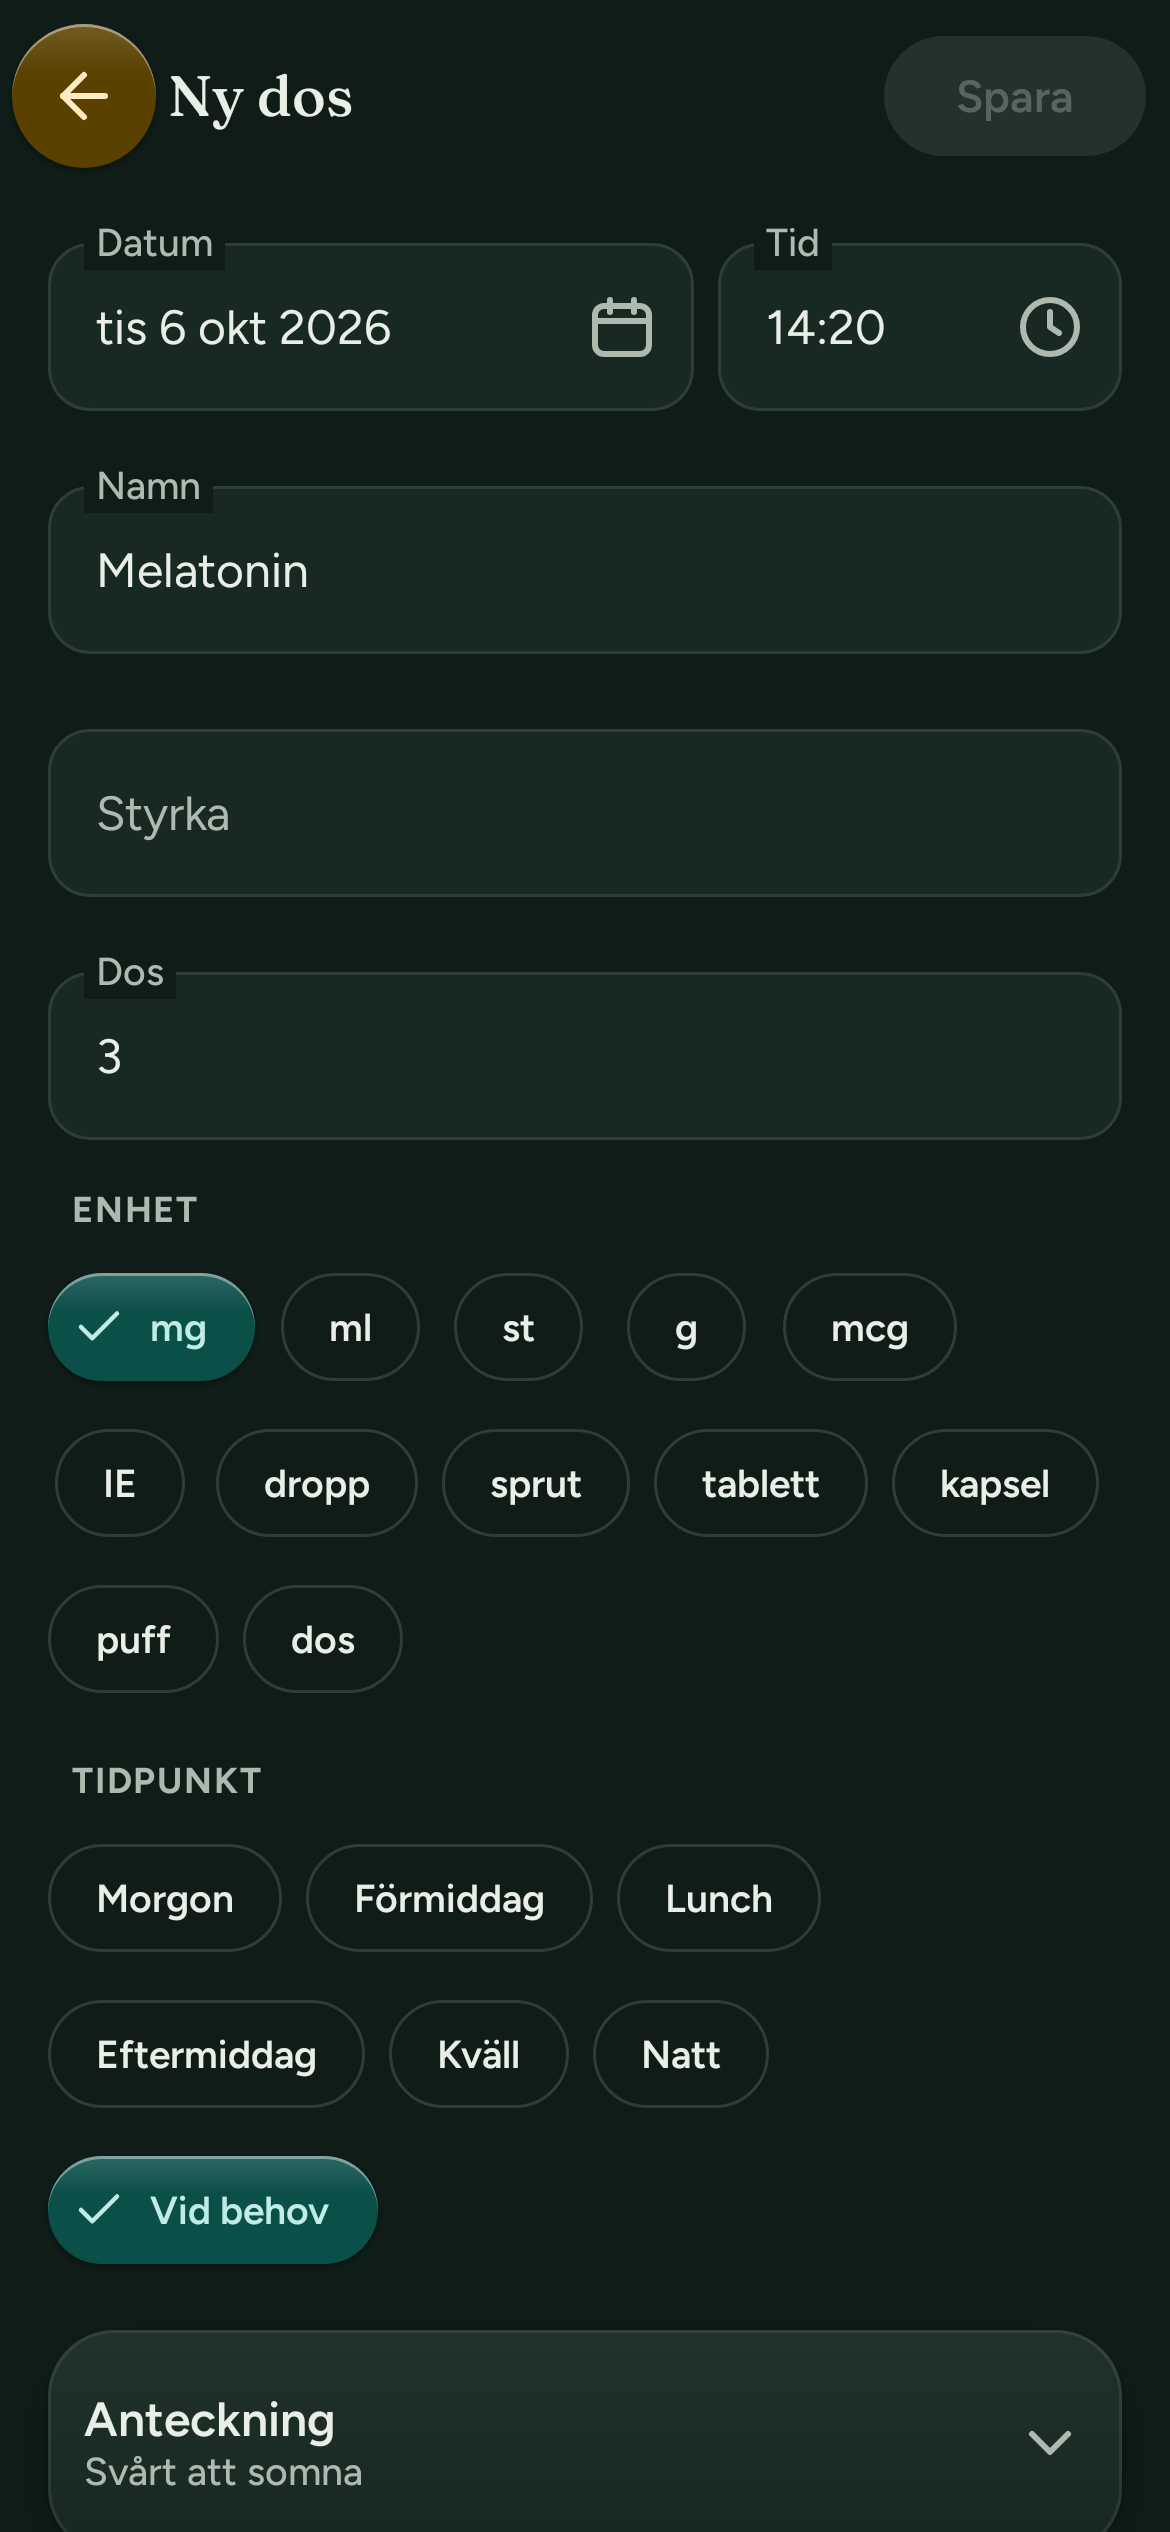 Ny dos
Spara
Datum
Tid
tis 6 okt 2026
14:20
Namn
Melatonin
Styrka
Dos
3
ENHET
mg ml st g mcg
IE dropp sprut tablett kapsel
puff dos
TIDPUNKT
Morgon Förmiddag Lunch
Eftermiddag Kväll Natt
Vid behov
Anteckning
Svårt att somna